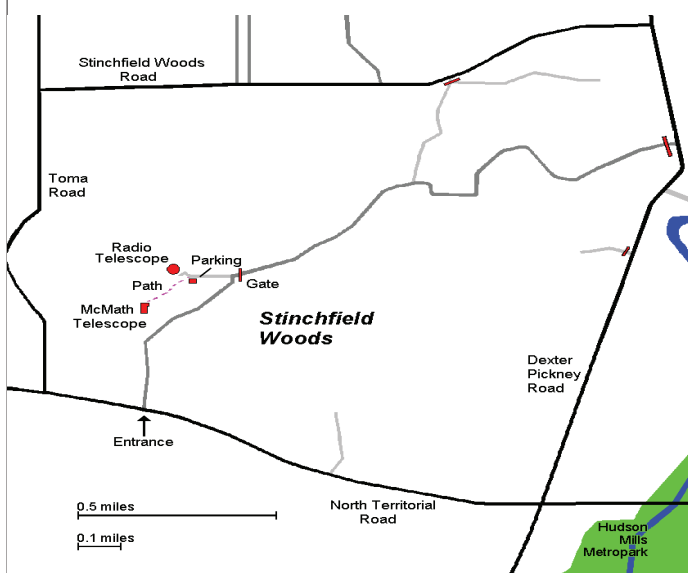 Stinchfield Woods
Road
Toma
Road
Radio
Telescope
Parking
Path
Gate
McMath
Telescope
Stinchfield
Woods
Dexter
Pickney
Road
Entrance
0.5 miles
North Territorial
Road
0.1 miles
Hudson
Mills
Metropark